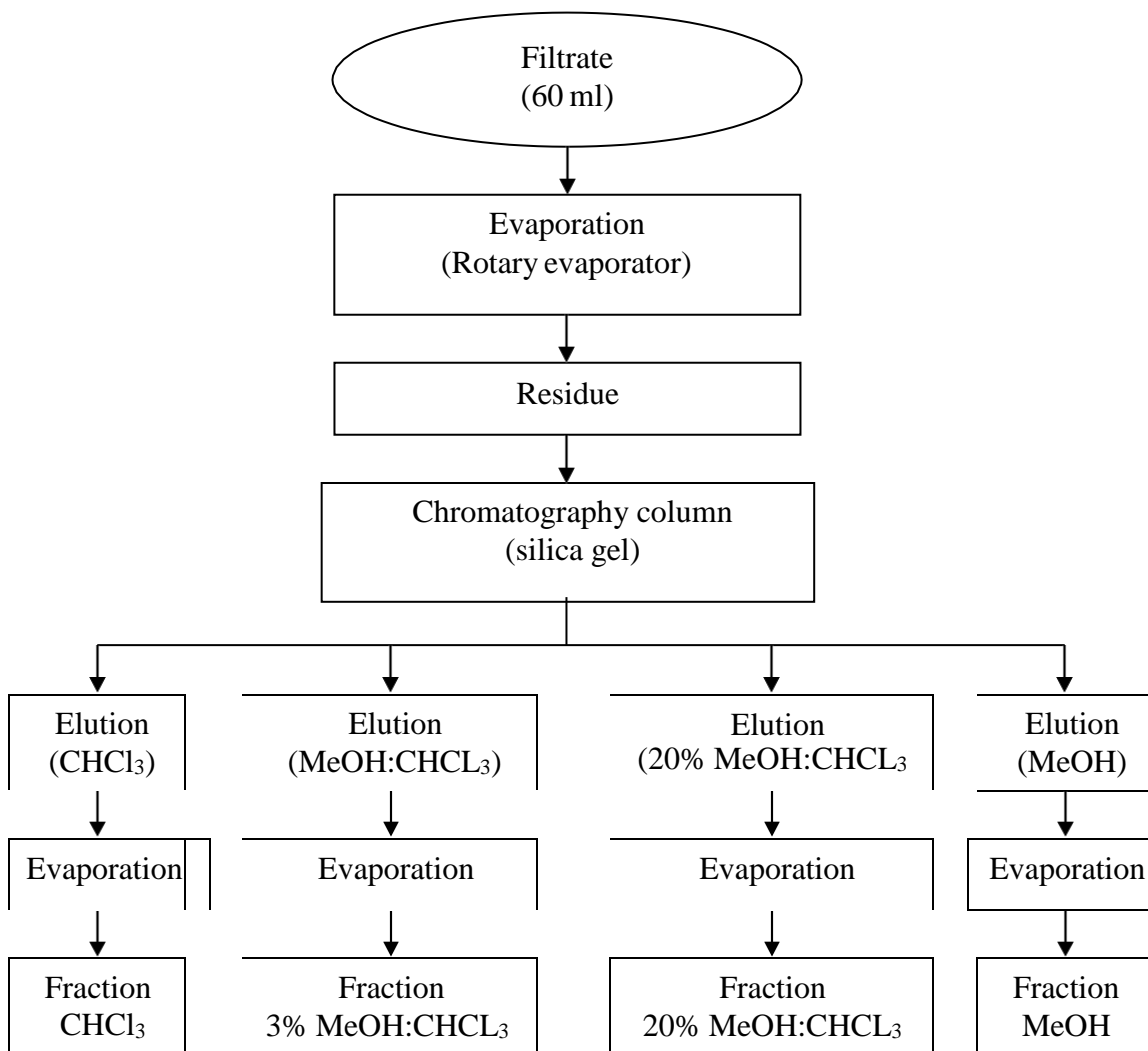 Filtrate
(60 ml)
Evaporation
(Rotary evaporator)
Residue
Chromatography column
(silica gel)
Elution
(CHCl₃)
Elution
(MeOH:CHCL₃)
Elution
(20% MeOH:CHCL₃
Elution
(MeOH)
Evaporation
Evaporation
Evaporation
Evaporation
Fraction
CHCl₃
Fraction
3% MeOH:CHCL₃
Fraction
20% MeOH:CHCL₃
Fraction
MeOH